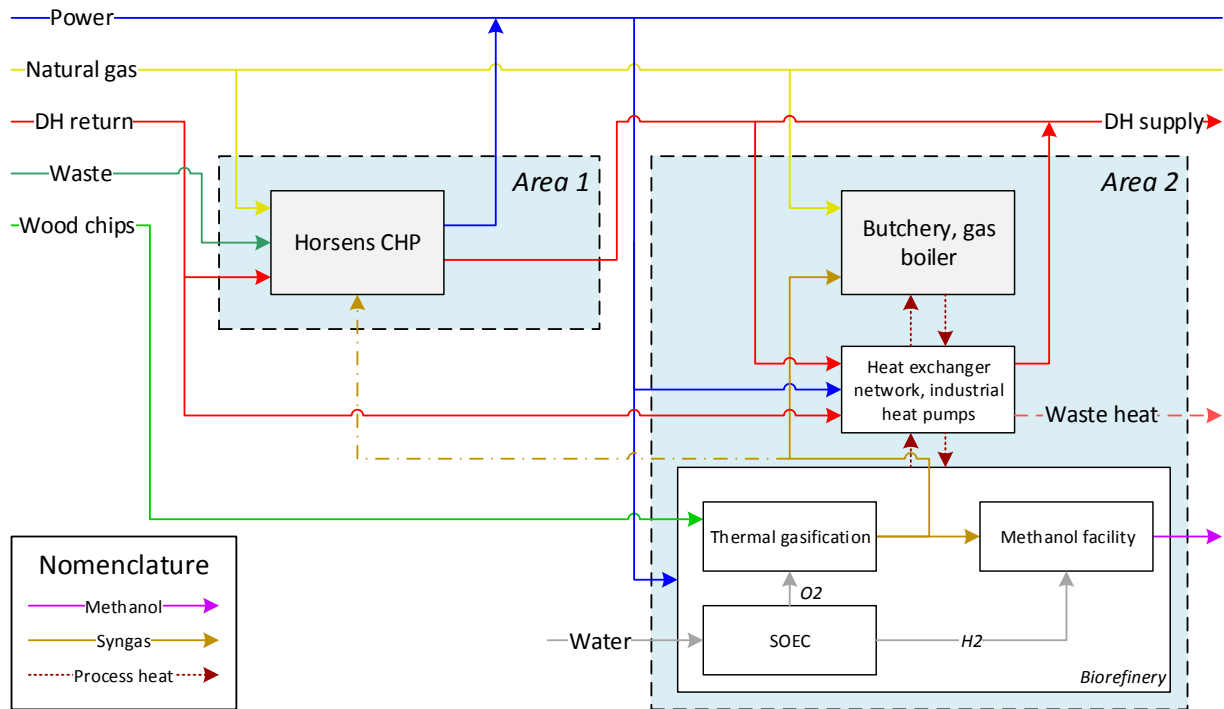 Power
Natural gas
DH return
DH supply
Waste
Area 1
Area 2
Wood chips
Horsens CHP
Butchery, gas
boiler
Heat exchanger
network, industrial
heat pumps
Waste heat
Thermal gasification
Methanol facility
Nomenclature
Methanol
Syngas
Process heat
O2
Water
SOEC
H2
Biorefinery